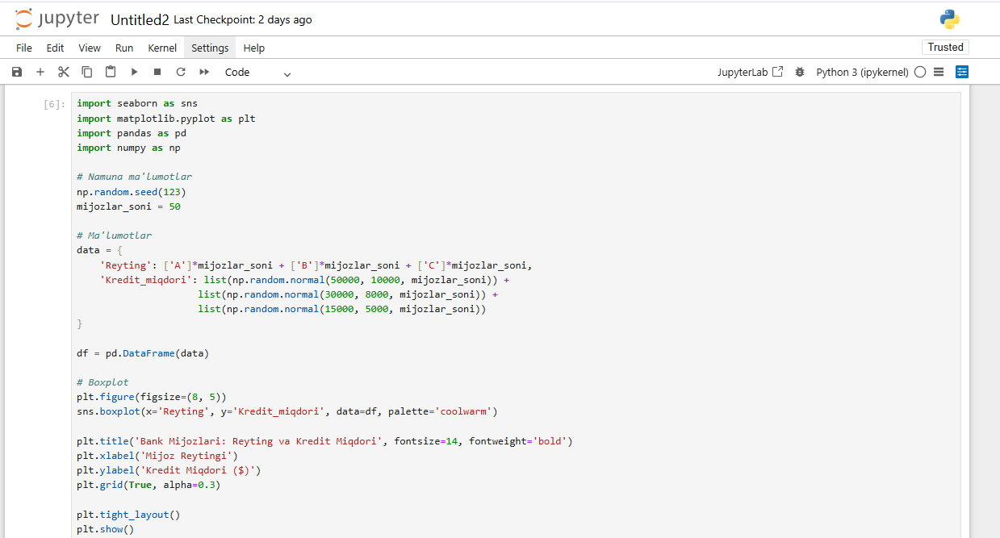 jupyter Untitled2 Last Checkpoint: 2 days ago
File Edit View Run Kernel Settings Help Trusted
Code JupyterLab Python 3 (ipykernel)
[6]:
import seaborn as sns
import matplotlib.pyplot as plt
import pandas as pd
import numpy as np

# Namuna ma'lumotlar
np.random.seed(123)
mijozlar_soni = 50

# Ma'lumotlar
data = {
    'Reyting': ['A']*mijozlar_soni + ['B']*mijozlar_soni + ['C']*mijozlar_soni,
    'Kredit_miqdori': list(np.random.normal(50000, 10000, mijozlar_soni)) +
                     list(np.random.normal(30000, 8000, mijozlar_soni)) +
                     list(np.random.normal(15000, 5000, mijozlar_soni))
}

df = pd.DataFrame(data)

# Boxplot
plt.figure(figsize=(8, 5))
sns.boxplot(x='Reyting', y='Kredit_miqdori', data=df, palette='coolwarm')

plt.title('Bank Mijozlari: Reyting va Kredit Miqdori', fontsize=14, fontweight='bold')
plt.xlabel('Mijoz Reytingi')
plt.ylabel('Kredit Miqdori ($)')
plt.grid(True, alpha=0.3)

plt.tight_layout()
plt.show()